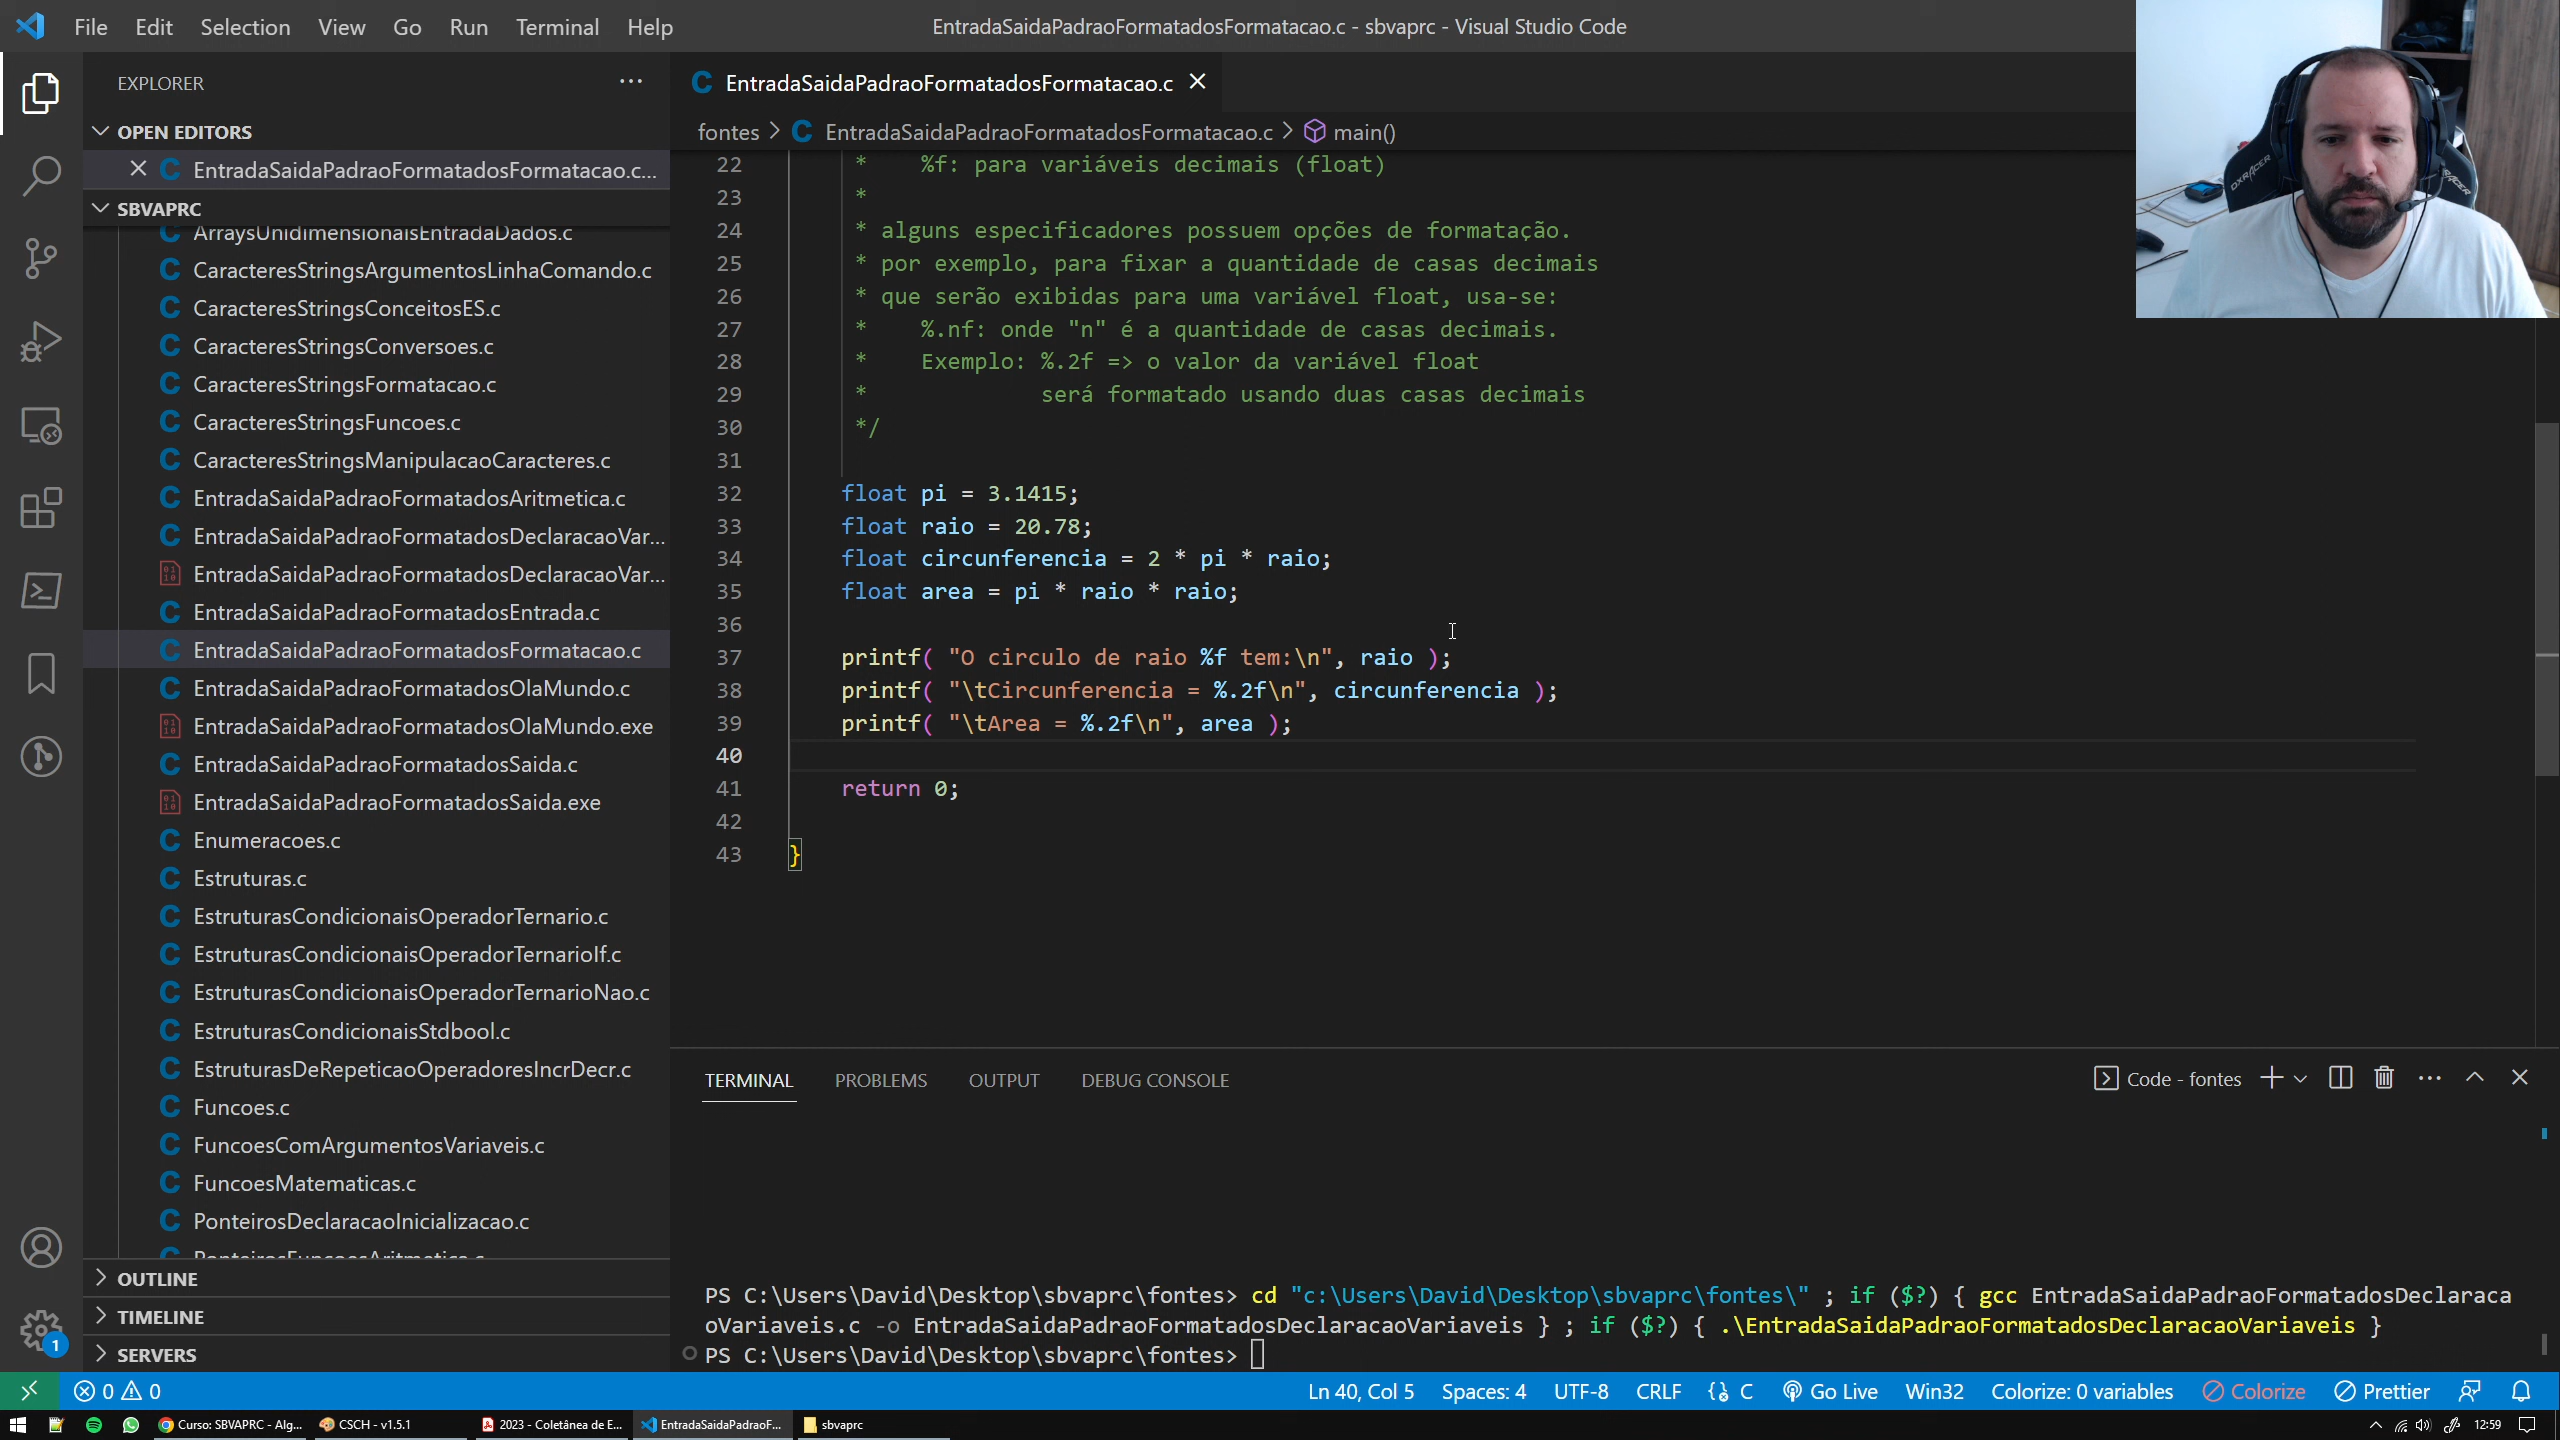 File Edit Selection View Go Run Terminal Help
EntradaSaidaPadraoFormatadosFormatacao.c - sbvaprc - Visual Studio Code
EXPLORER
OPEN EDITORS
EntradaSaidaPadraoFormatadosFormatacao.c...
SBVAPRC
ArraysUnidimensionaisEntradaDados.c
CaracteresStringsArgumentosLinhaComando.c
CaracteresStringsConceitosES.c
CaracteresStringsConversoes.c
CaracteresStringsFormatacao.c
CaracteresStringsFuncoes.c
CaracteresStringsManipulacaoCaracteres.c
EntradaSaidaPadraoFormatadosAritmetica.c
EntradaSaidaPadraoFormatadosDeclaracaoVar...
EntradaSaidaPadraoFormatadosDeclaracaoVar...
EntradaSaidaPadraoFormatadosEntrada.c
EntradaSaidaPadraoFormatadosFormatacao.c
EntradaSaidaPadraoFormatadosOlaMundo.c
EntradaSaidaPadraoFormatadosOlaMundo.exe
EntradaSaidaPadraoFormatadosSaida.c
EntradaSaidaPadraoFormatadosSaida.exe
Enumeracoes.c
Estruturas.c
EstruturasCondicionaisOperadorTernario.c
EstruturasCondicionaisOperadorTernarioIf.c
EstruturasCondicionaisOperadorTernarioNao.c
EstruturasCondicionaisStdbool.c
EstruturasDeRepeticaoOperadoresIncrDecr.c
Funcoes.c
FuncoesComArgumentosVariaveis.c
FuncoesMatematicas.c
PonteirosDeclaracaoInicializacao.c
PonteirosFuncoesAritmetica.c
OUTLINE
TIMELINE
SERVERS
EntradaSaidaPadraoFormatadosFormatacao.c
fontes > EntradaSaidaPadraoFormatadosFormatacao.c > main()
22 * %f: para variáveis decimais (float)
23 *
24 * alguns especificadores possuem opções de formatação.
25 * por exemplo, para fixar a quantidade de casas decimais
26 * que serão exibidas para uma variável float, usa-se:
27 * %.nf: onde "n" é a quantidade de casas decimais.
28 * Exemplo: %.2f => o valor da variável float
29 * será formatado usando duas casas decimais
30 */
31
32 float pi = 3.1415;
33 float raio = 20.78;
34 float circunferencia = 2 * pi * raio;
35 float area = pi * raio * raio;
36
37 printf( "O circulo de raio %f tem:\n", raio );
38 printf( "\tCircunferencia = %.2f\n", circunferencia );
39 printf( "\tArea = %.2f\n", area );
40
41 return 0;
42
43 }
TERMINAL PROBLEMS OUTPUT DEBUG CONSOLE
Code - fontes
PS C:\Users\David\Desktop\sbvaprc\fontes> cd "c:\Users\David\Desktop\sbvaprc\fontes\" ; if ($?) { gcc EntradaSaidaPadraoFormatadosDeclaraca
oVariaveis.c -o EntradaSaidaPadraoFormatadosDeclaracaoVariaveis } ; if ($?) { .\EntradaSaidaPadraoFormatadosDeclaracaoVariaveis }
PS C:\Users\David\Desktop\sbvaprc\fontes>
1
0 0
Ln 40, Col 5 Spaces: 4 UTF-8 CRLF C Go Live Win32 Colorize: 0 variables Colorize Prettier
Curso: SBVAPRC - Alg... CSCH - v1.5.1 2023 - Coletânea de E... EntradaSaidaPadraoF... sbvaprc 12:59
DXRACER